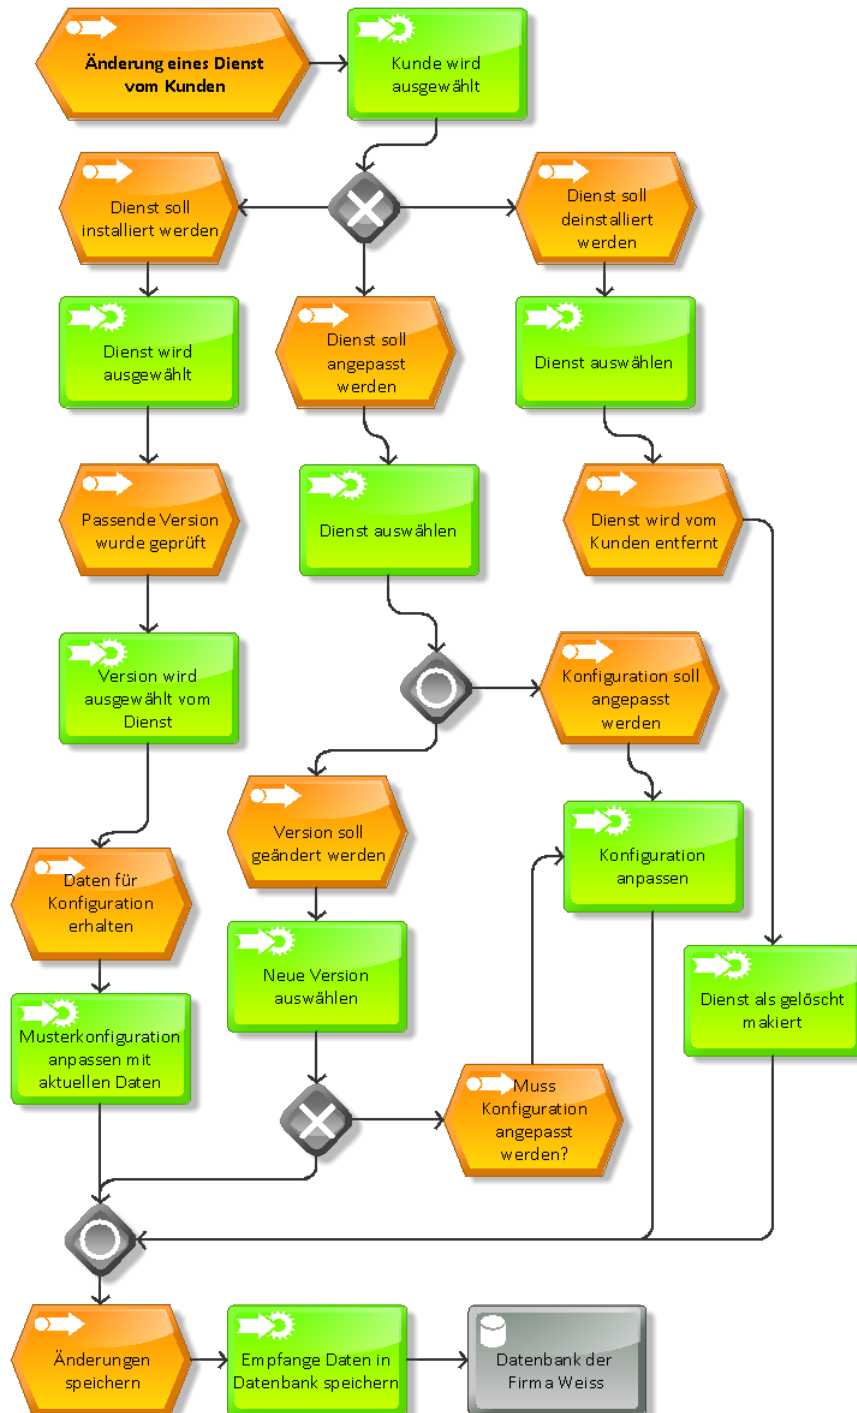 Änderung eines Dienst
vom Kunden
Kunde wird
ausgewählt
Dienst soll
installiert werden
Dienst soll
deinstalliert
werden
Dienst wird
ausgewählt
Dienst soll
angepasst
werden
Dienst auswählen
Passende Version
wurde geprüft
Dienst auswählen
Dienst wird vom
Kunden entfernt
Version wird
ausgewählt vom
Dienst
Konfiguration soll
angepasst
werden
Version soll
geändert werden
Konfiguration
anpassen
Daten für
Konfiguration
erhalten
Neue Version
auswählen
Dienst als gelöscht
makiert
Musterkonfiguration
anpassen mit
aktuellen Daten
Muss
Konfiguration
angepasst
werden?
Änderungen
speichern
Empfange Daten in
Datenbank speichern
Datenbank der
Firma Weiss